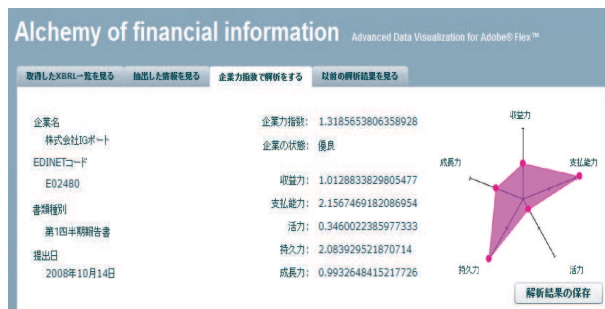 Alchemy of financial information Advanced Data Visualization for Adobe® Flex™
取得したXBRL一覧を見る 抽出した情報を見る 企業力指数で解析をする 以前の解析結果を見る
企業名
株式会社IGポート
EDINETコード
E02480
書類種別
第1四半期報告書
提出日
2008年10月14日
企業力指数: 1.3185653806358928
企業の状態: 優良
収益力: 1.0128833829805477
支払能力: 2.1567469182086954
活力: 0.3460022385977333
持久力: 2.083929521870714
成長力: 0.9932648415217726
収益力
支払能力
活力
持久力
成長力
解析結果の保存